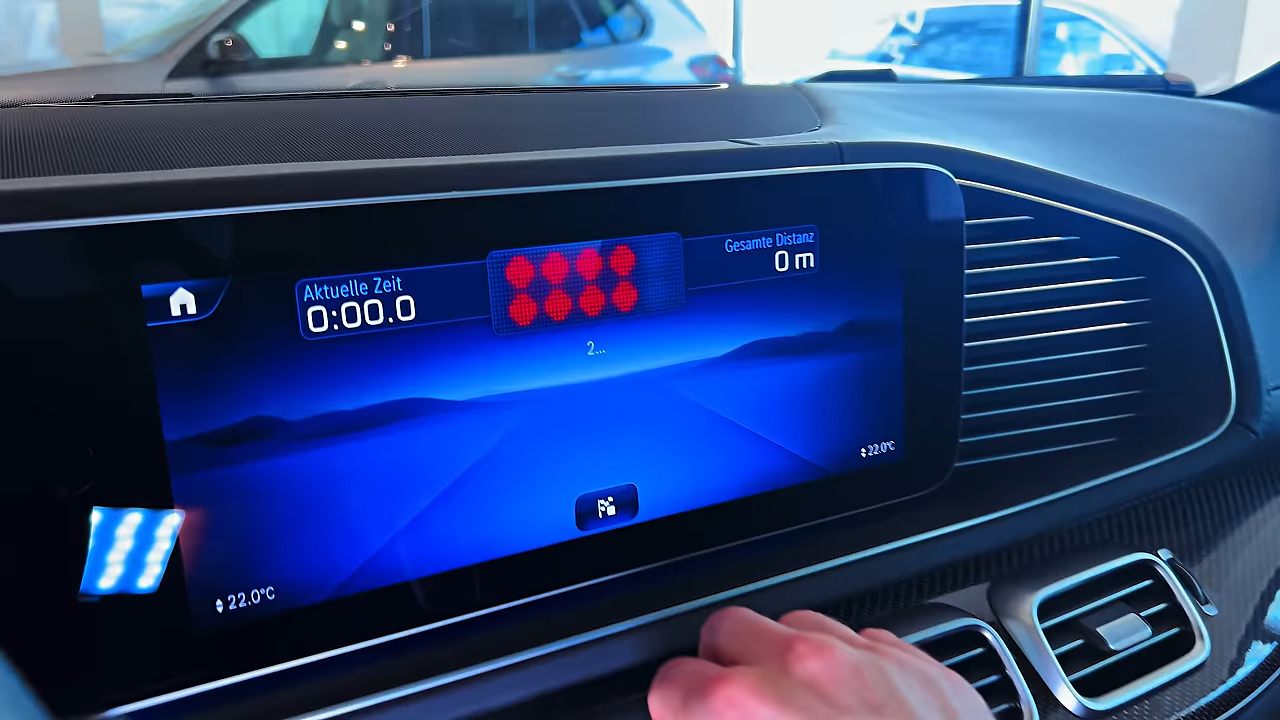 Aktuelle Zeit
0:00.0
Gesamte Distanz
0 m
2...
22.0°C
22.0°C